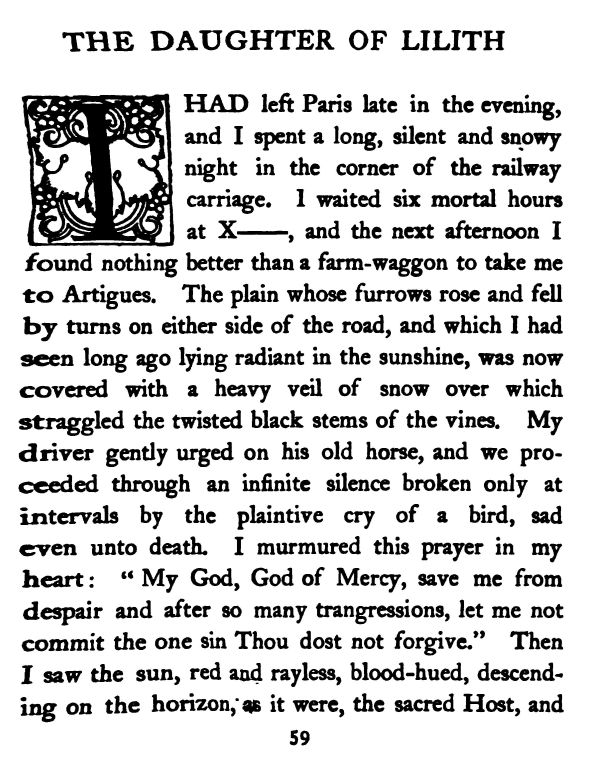 THE DAUGHTER OF LILITH
I HAD left Paris late in the evening,
and I spent a long, silent and snowy
night in the corner of the railway
carriage. I waited six mortal hours
at X——, and the next afternoon I
found nothing better than a farm-waggon to take me
to Artigues. The plain whose furrows rose and fell
by turns on either side of the road, and which I had
seen long ago lying radiant in the sunshine, was now
covered with a heavy veil of snow over which
straggled the twisted black stems of the vines. My
driver gently urged on his old horse, and we pro-
ceeded through an infinite silence broken only at
intervals by the plaintive cry of a bird, sad
even unto death. I murmured this prayer in my
heart: “My God, God of Mercy, save me from
despair and after so many trangressions, let me not
commit the one sin Thou dost not forgive.” Then
I saw the sun, red and rayless, blood-hued, descend-
ing on the horizon, as it were, the sacred Host, and
59